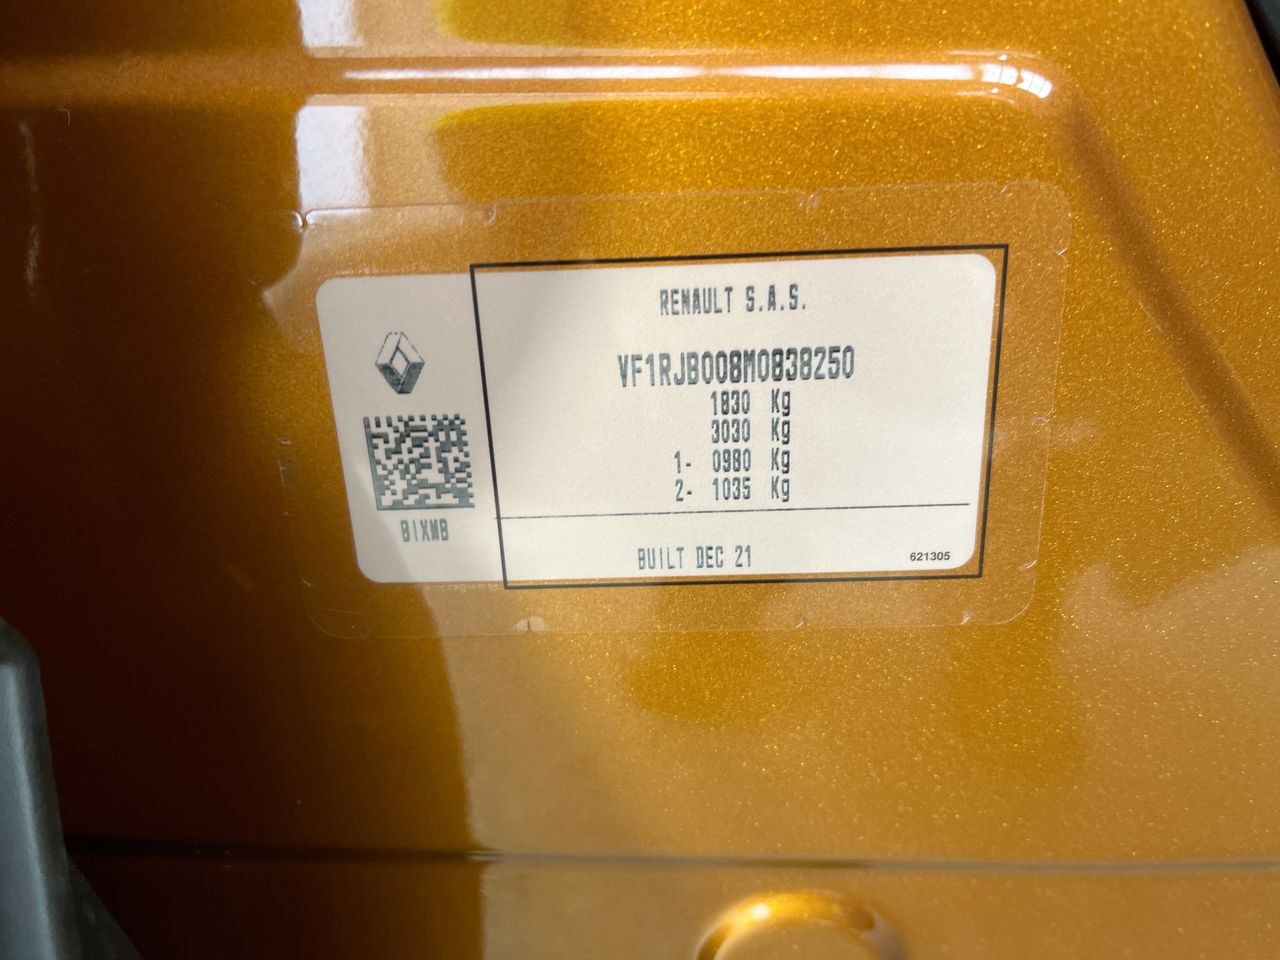 RENAULT S.A.S.
VF1RJB008M0838250
1830 Kg
3030 Kg
1- 0980 Kg
2- 1035 Kg
BIXMB
BUILT DEC 21
621305